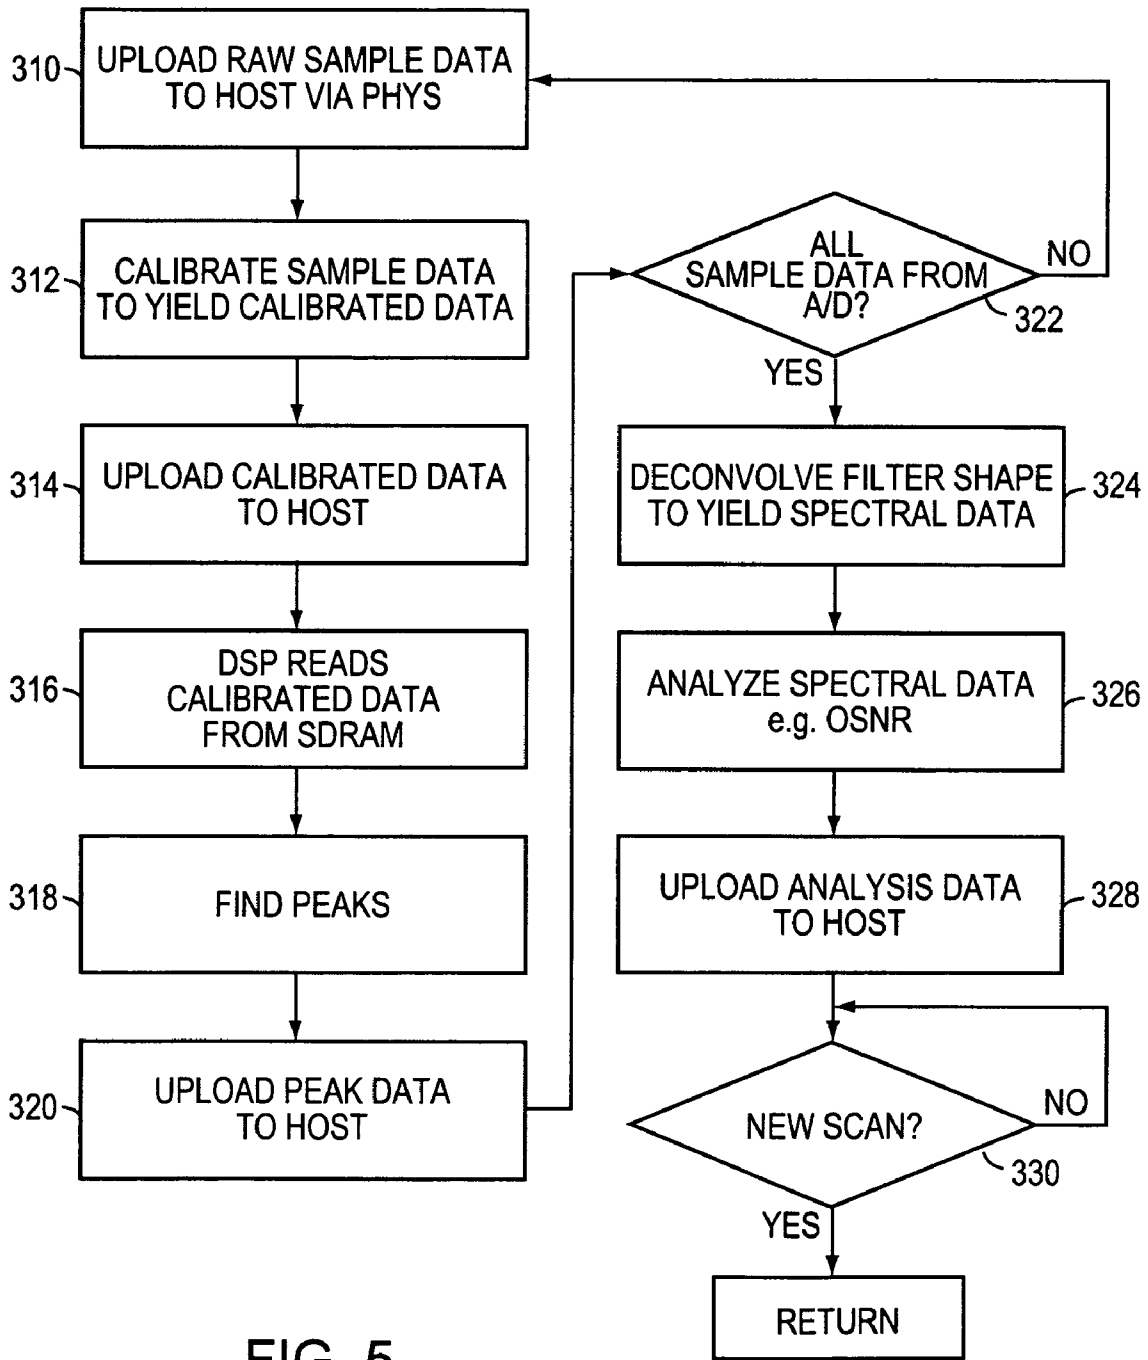 310
UPLOAD RAW SAMPLE DATA
TO HOST VIA PHYS
312
CALIBRATE SAMPLE DATA
TO YIELD CALIBRATED DATA
314
UPLOAD CALIBRATED DATA
TO HOST
316
DSP READS
CALIBRATED DATA
FROM SDRAM
318
FIND PEAKS
320
UPLOAD PEAK DATA
TO HOST
ALL
SAMPLE DATA FROM
A/D?
NO
322
YES
DECONVOLVE FILTER SHAPE
TO YIELD SPECTRAL DATA
324
ANALYZE SPECTRAL DATA
e.g. OSNR
326
UPLOAD ANALYSIS DATA
TO HOST
328
NEW SCAN?
NO
330
YES
RETURN
FIG. 5